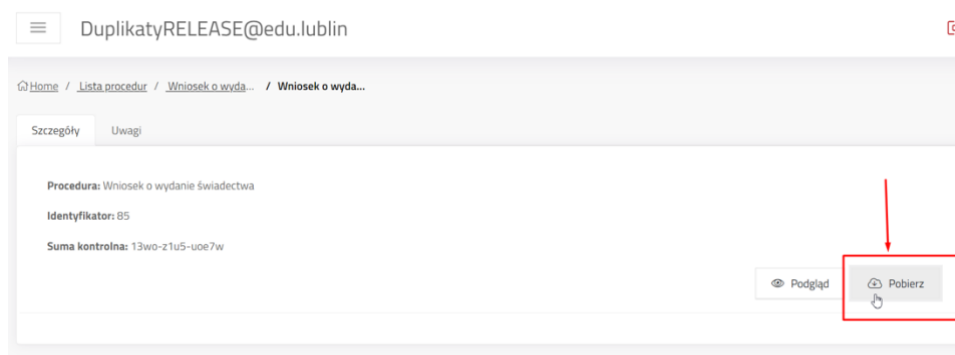 DuplikatyRELEASE@edu.lublin
Home / Lista procedur / Wniosek o wyda... / Wniosek o wyda...
Szczegóły Uwagi
Procedura: Wniosek o wydanie świadectwa
Identyfikator: 85
Suma kontrolna: 13wo-z1u5-uoe7w
Podgląd Pobierz